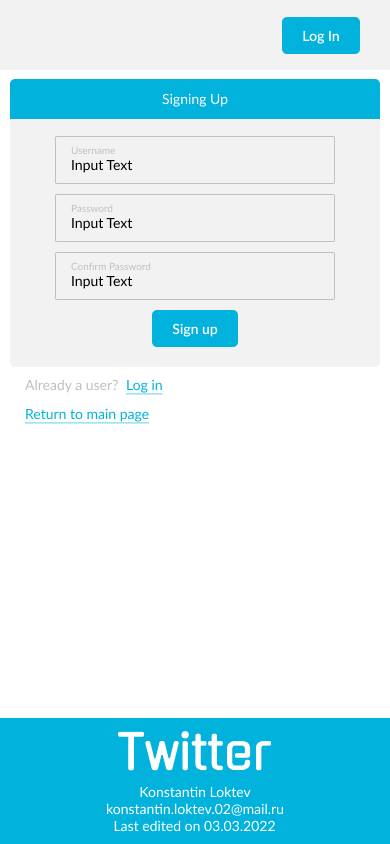 Log In
Signing Up
Username
Input Text
Password
Input Text
Confirm Password
Input Text
Sign up
Already a user? Log in
Return to main page
Twitter
Konstantin Loktev
konstantin.loktev.02@mail.ru
Last edited on 03.03.2022